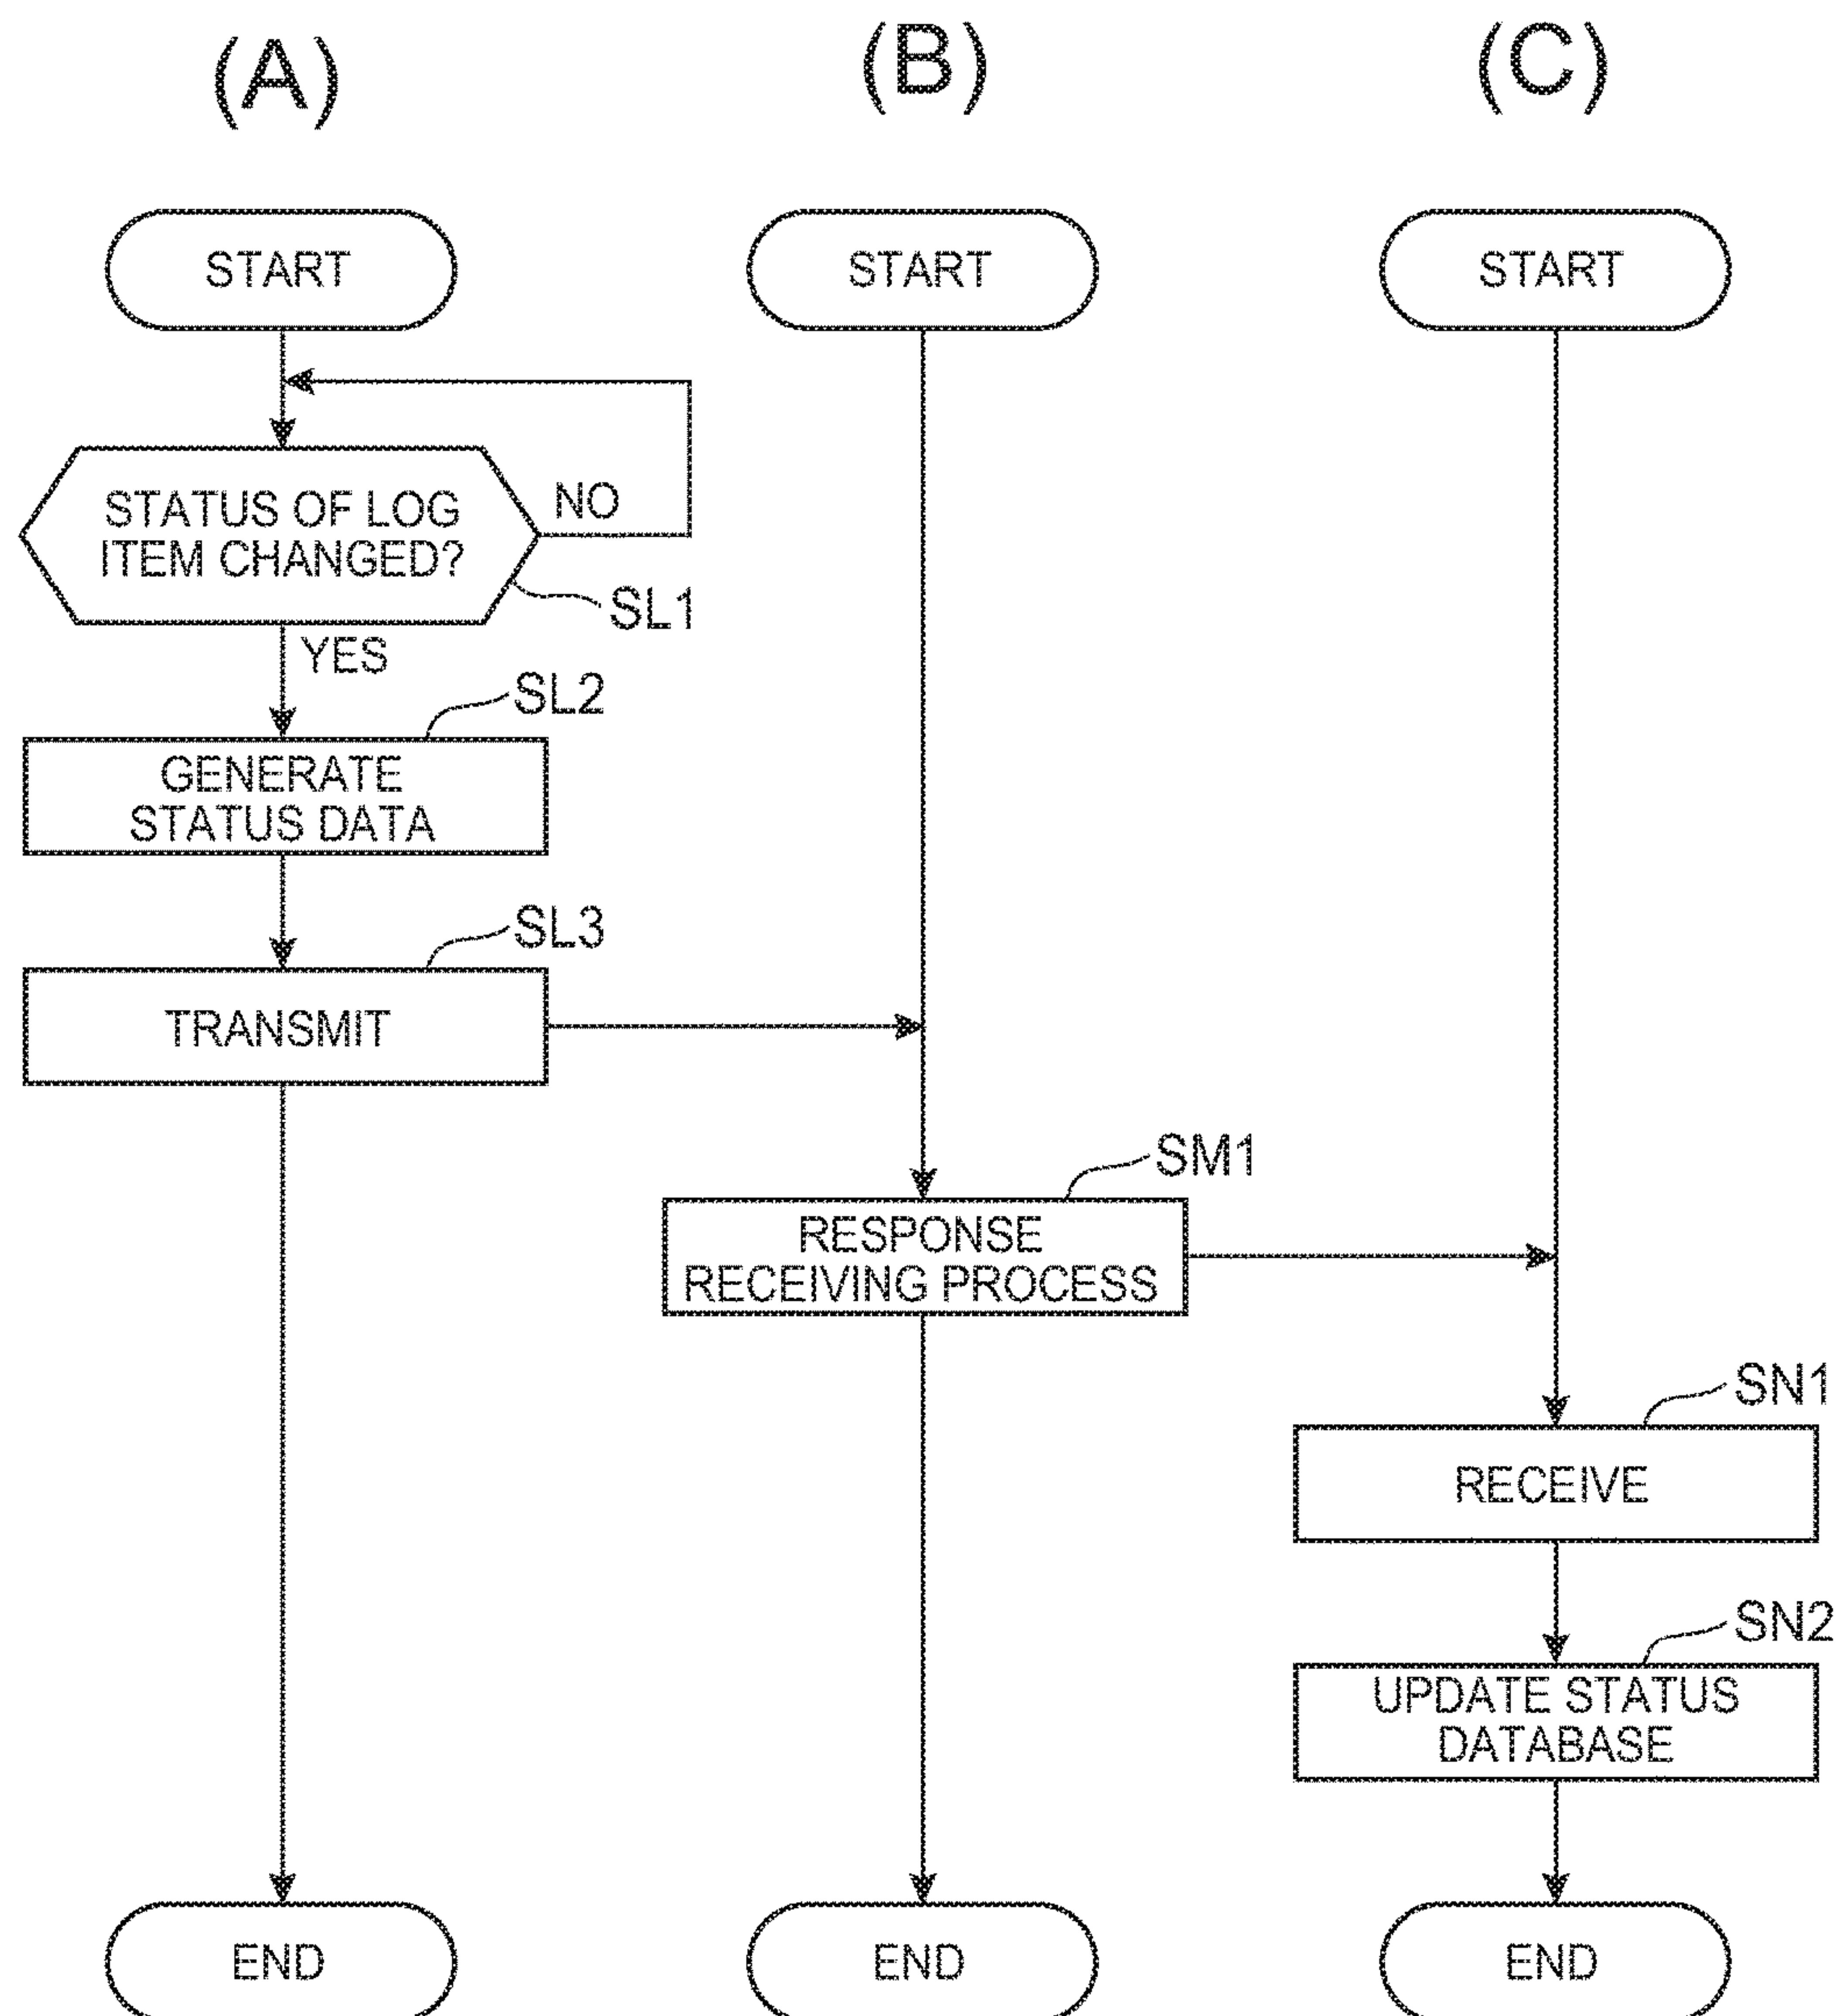 (A)
(B)
(C)
START
START
START
STATUS OF LOG
ITEM CHANGED?
NO
SL1
YES
SL2
GENERATE
STATUS DATA
SL3
TRANSMIT
SM1
RESPONSE
RECEIVING PROCESS
SN1
RECEIVE
SN2
UPDATE STATUS
DATABASE
END
END
END